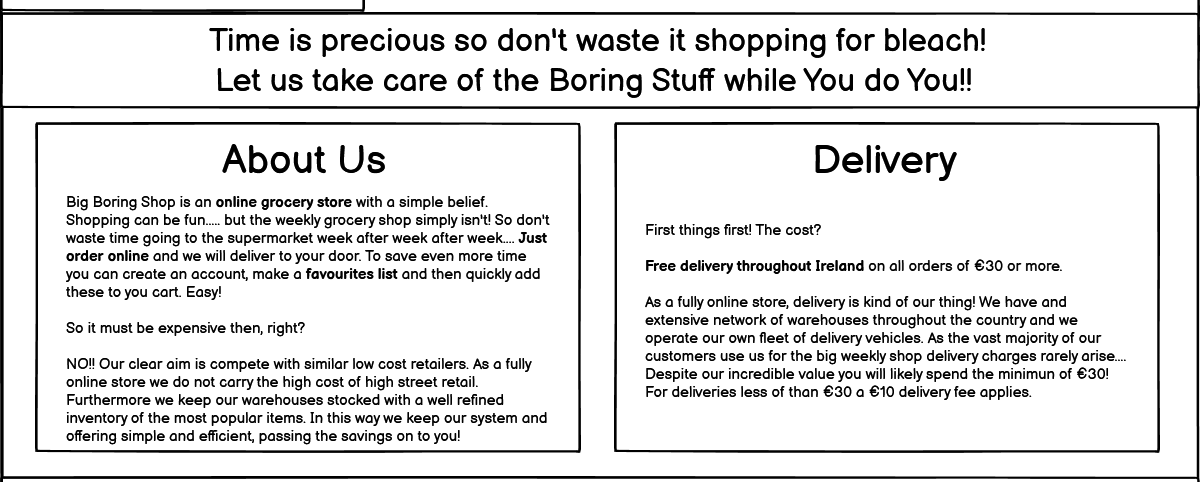 Time is precious so don't waste it shopping for bleach!
Let us take care of the Boring Stuff while You do You!!
About Us
Big Boring Shop is an online grocery store with a simple belief.
Shopping can be fun..... but the weekly grocery shop simply isn't! So don't
waste time going to the supermarket week after week after week.... Just
order online and we will deliver to your door. To save even more time
you can create an account, make a favourites list and then quickly add
these to you cart. Easy!
So it must be expensive then, right?
NO!! Our clear aim is compete with similar low cost retailers. As a fully
online store we do not carry the high cost of high street retail.
Furthermore we keep our warehouses stocked with a well refined
inventory of the most popular items. In this way we keep our system and
offering simple and efficient, passing the savings on to you!
Delivery
First things first! The cost?
Free delivery throughout Ireland on all orders of €30 or more.
As a fully online store, delivery is kind of our thing! We have and
extensive network of warehouses throughout the country and we
operate our own fleet of delivery vehicles. As the vast majority of our
customers use us for the big weekly shop delivery charges rarely arise....
Despite our incredible value you will likely spend the minimun of €30!
For deliveries less of than €30 a €10 delivery fee applies.